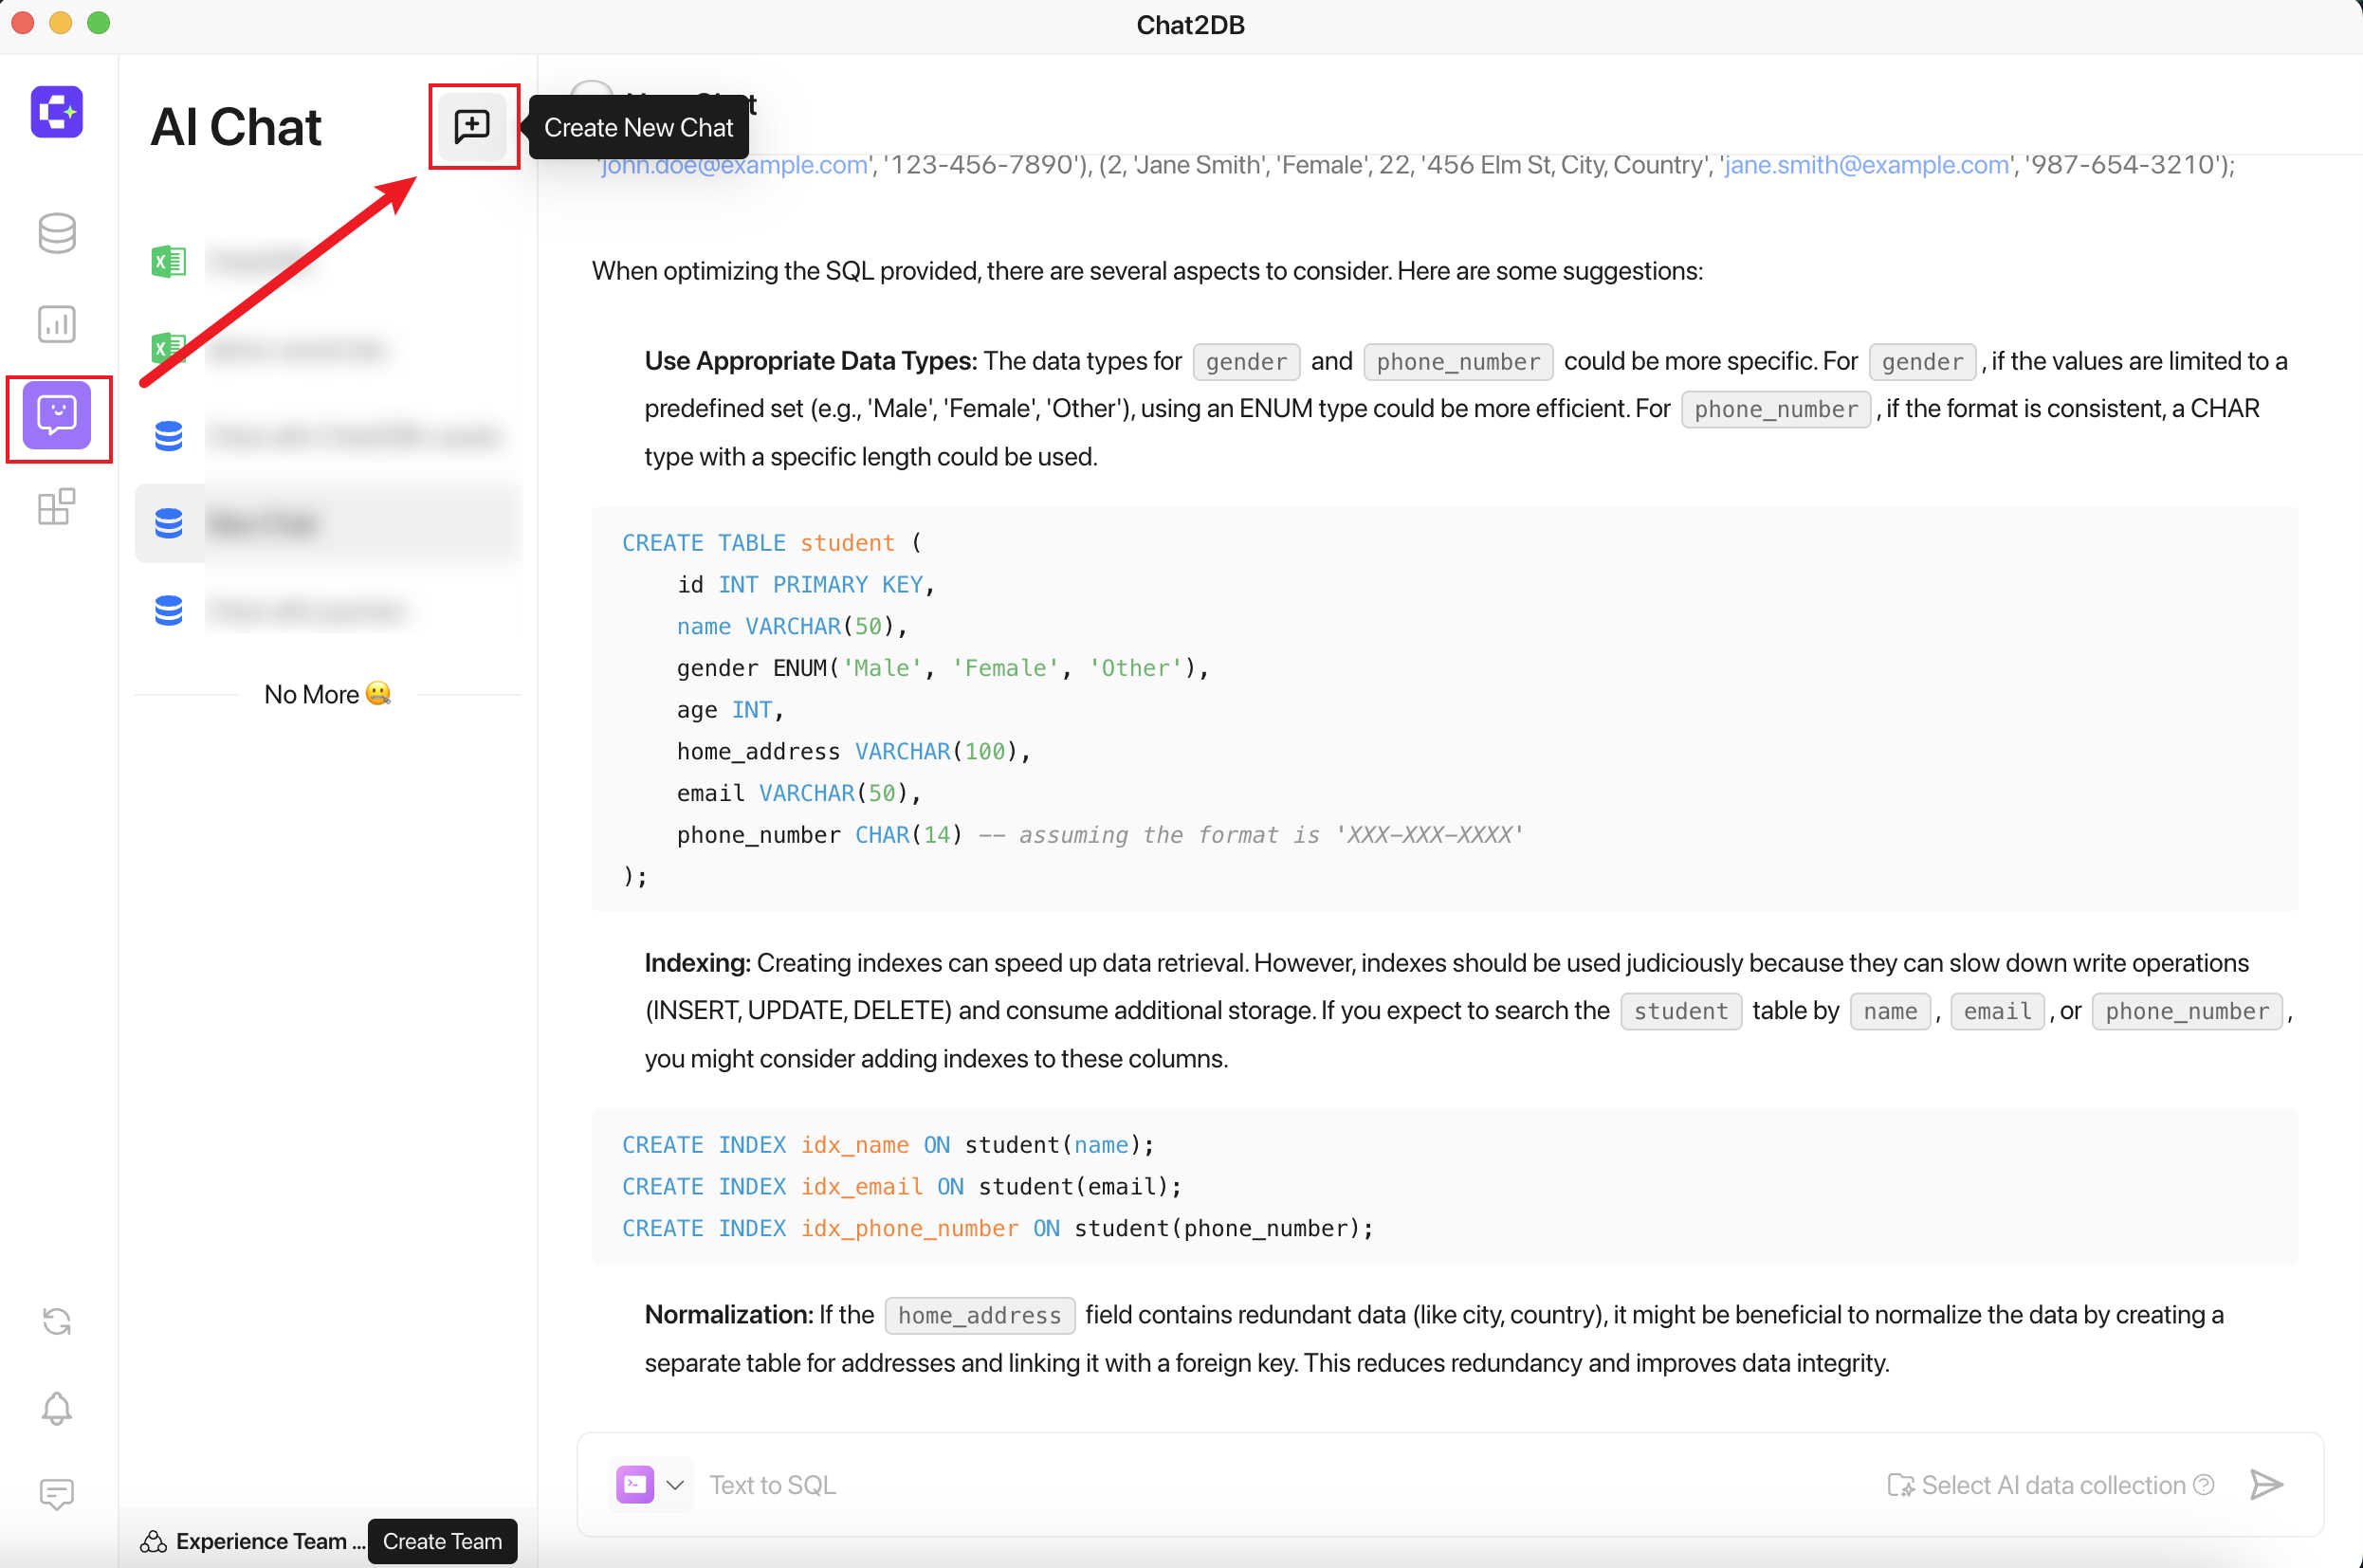 Chat2DB
AI Chat
Create New Chat
'john.doe@example.com', '123-456-7890'), (2, 'Jane Smith', 'Female', 22, '456 Elm St, City, Country', 'jane.smith@example.com', '987-654-3210');
When optimizing the SQL provided, there are several aspects to consider. Here are some suggestions:
Use Appropriate Data Types: The data types for gender and phone_number could be more specific. For gender , if the values are limited to a
predefined set (e.g., 'Male', 'Female', 'Other'), using an ENUM type could be more efficient. For phone_number , if the format is consistent, a CHAR
type with a specific length could be used.
CREATE TABLE student (
id INT PRIMARY KEY,
name VARCHAR(50),
gender ENUM('Male', 'Female', 'Other'),
age INT,
home_address VARCHAR(100),
email VARCHAR(50),
phone_number CHAR(14) -- assuming the format is 'XXX-XXX-XXXX'
);
Indexing: Creating indexes can speed up data retrieval. However, indexes should be used judiciously because they can slow down write operations
(INSERT, UPDATE, DELETE) and consume additional storage. If you expect to search the student table by name , email , or phone_number ,
you might consider adding indexes to these columns.
CREATE INDEX idx_name ON student(name);
CREATE INDEX idx_email ON student(email);
CREATE INDEX idx_phone_number ON student(phone_number);
Normalization: If the home_address field contains redundant data (like city, country), it might be beneficial to normalize the data by creating a
separate table for addresses and linking it with a foreign key. This reduces redundancy and improves data integrity.
No More 🤐
Text to SQL
Select AI data collection
Experience Team ...
Create Team